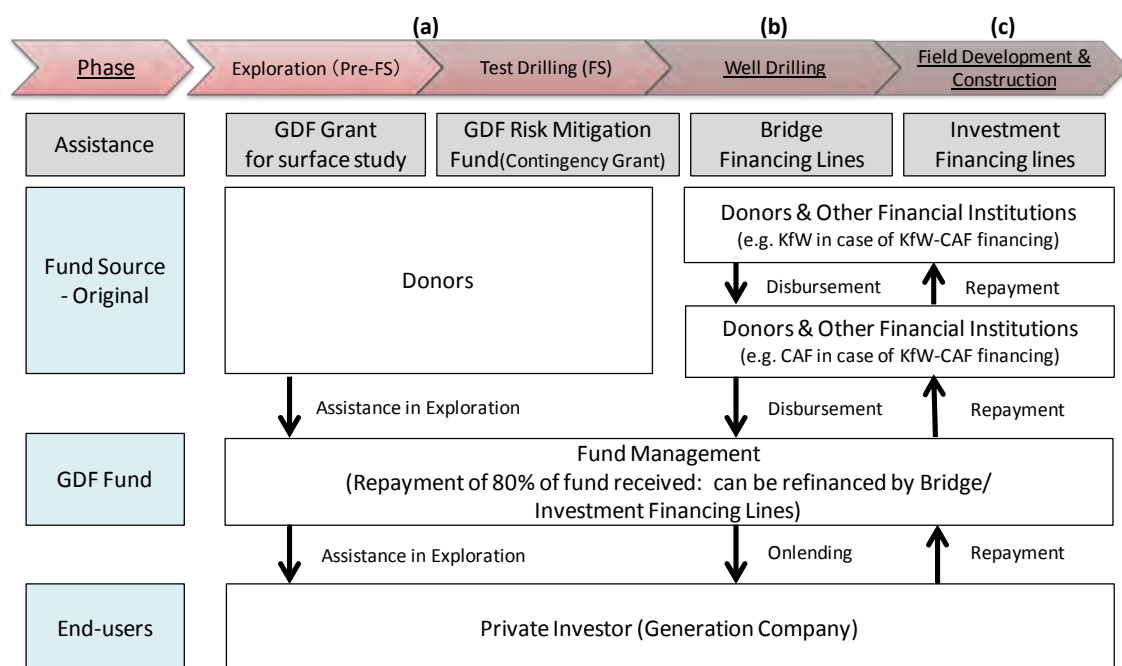 (a)
(b)
(c)
Phase
Exploration (Pre-FS)
Test Drilling (FS)
Well Drilling
Field Development &
Construction
Assistance
GDF Grant
for surface study
GDF Risk Mitigation
Fund(Contingency Grant)
Bridge
Financing Lines
Investment
Financing lines
Fund Source
- Original
Donors
Donors & Other Financial Institutions
(e.g. KfW in case of KfW-CAF financing)
Disbursement
Repayment
Donors & Other Financial Institutions
(e.g. CAF in case of KfW-CAF financing)
Assistance in Exploration
Disbursement
Repayment
GDF Fund
Fund Management
(Repayment of 80% of fund received: can be refinanced by Bridge/
Investment Financing Lines)
Assistance in Exploration
Onlending
Repayment
End-users
Private Investor (Generation Company)